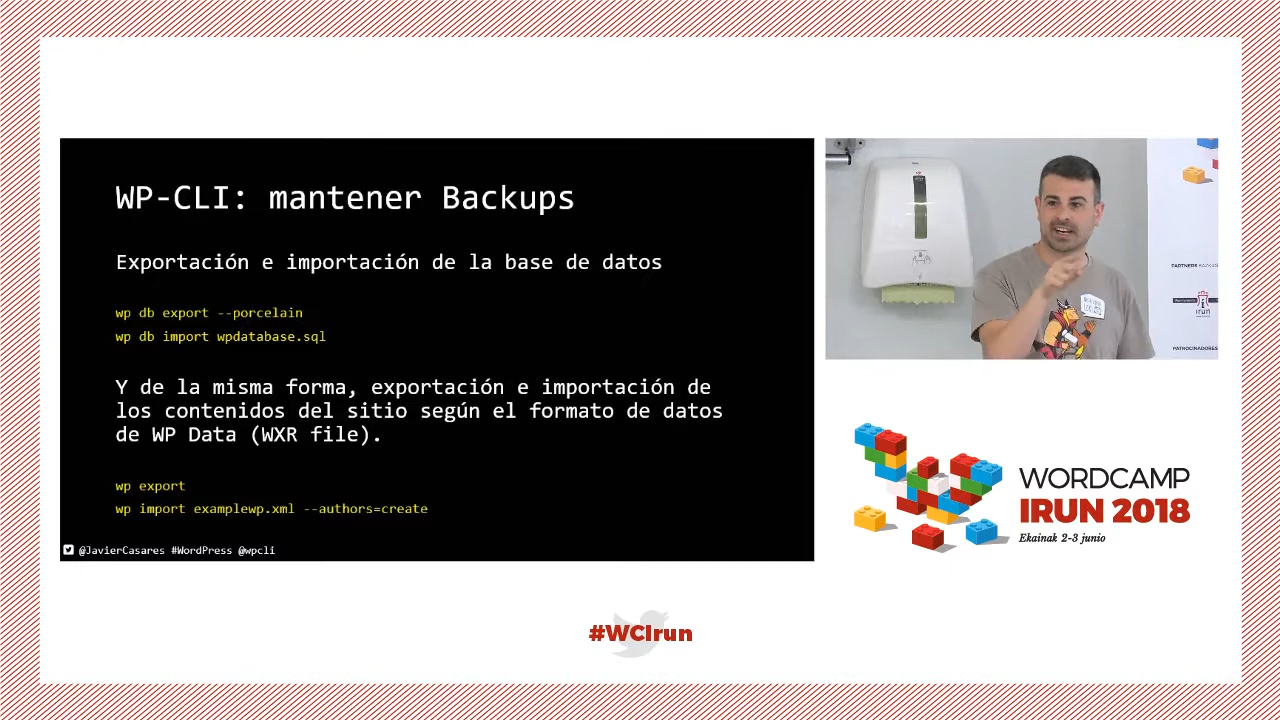 WP-CLI: mantener Backups
Exportación e importación de la base de datos
wp db export --porcelain
wp db import wpdatabase.sql
Y de la misma forma, exportación e importación de
los contenidos del sitio según el formato de datos
de WP Data (WXR file).
wp export
wp import examplewp.xml --authors=create
@JavierCasares #WordPress @wpcli
PARTNERS
irun
PATROCINADORES
WORDCAMP
IRUN 2018
Ekainak 2-3 junio
#WCIrun